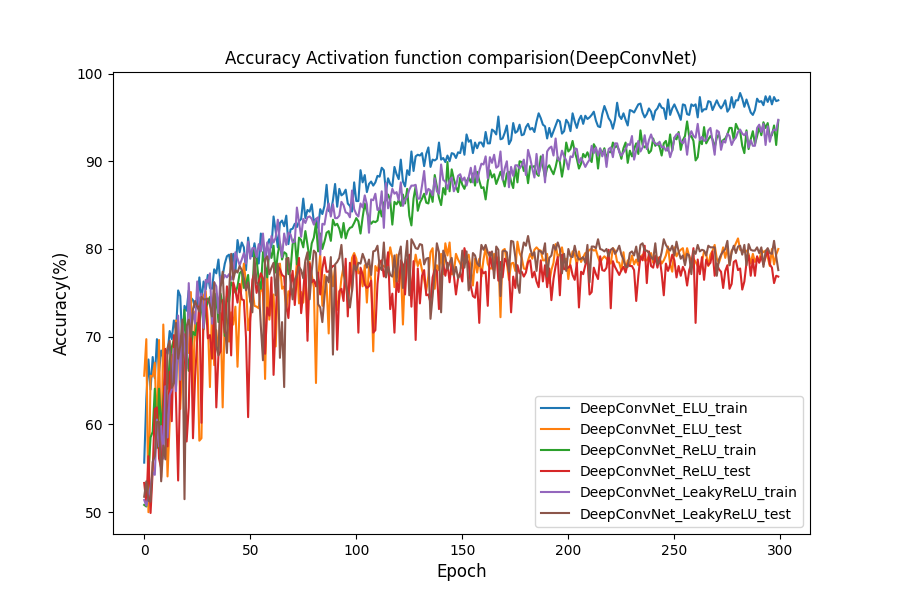 Accuracy Activation function comparision(DeepConvNet)
100
90
80
70
60
50
Accuracy(%)
0
50
100
150
200
250
300
Epoch
DeepConvNet_ELU_train
DeepConvNet_ELU_test
DeepConvNet_ReLU_train
DeepConvNet_ReLU_test
DeepConvNet_LeakyReLU_train
DeepConvNet_LeakyReLU_test